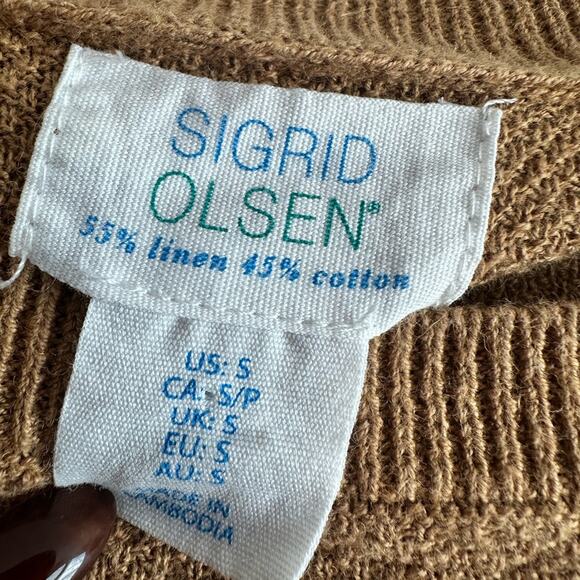 SIGRID
OLSEN®
55% linen 45% cotton
US: S
CA: S/P
UK: S
EU: S
AU: S
MADE IN
CAMBODIA